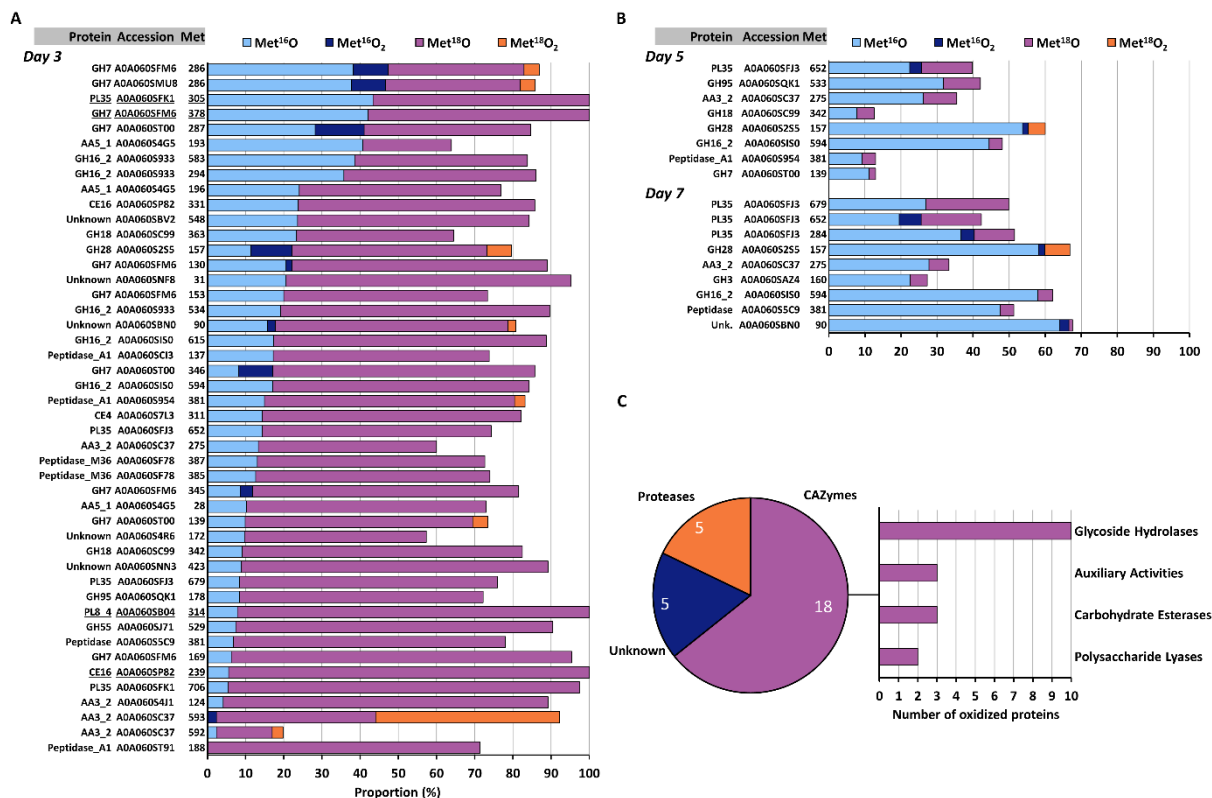 A
Protein Accession Met
Met¹⁶O Met¹⁶O₂ Met¹⁸O Met¹⁸O₂
Day 3
GH7 A0A060SFM6 286
GH7 A0A060SMU8 286
PL35 A0A060SFK1 305
GH7 A0A060SFM6 378
GH7 A0A060ST00 287
AA5_1 A0A060S4G5 193
GH16_2 A0A060S933 583
GH16_2 A0A060S933 294
AA5_1 A0A060S4G5 196
CE16 A0A060SP82 331
Unknown A0A060SBV2 548
GH18 A0A060SC99 363
GH28 A0A060S2S5 157
GH7 A0A060SFM6 130
Unknown A0A060SNF8 31
GH7 A0A060SFM6 153
GH16_2 A0A060S933 534
Unknown A0A060SBN0 90
GH16_2 A0A060SIS0 615
Peptidase_A1 A0A060SCI3 137
GH7 A0A060ST00 346
GH16_2 A0A060SIS0 594
Peptidase_A1 A0A060S954 381
CE4 A0A060S7L3 311
PL35 A0A060SFJ3 652
AA3_2 A0A060SC37 275
Peptidase_M36 A0A060SF78 387
Peptidase_M36 A0A060SF78 385
GH7 A0A060SFM6 345
AA5_1 A0A060S4G5 28
GH7 A0A060ST00 139
Unknown A0A060S4R6 172
GH18 A0A060SC99 342
Unknown A0A060SNN3 423
PL35 A0A060SFJ3 679
GH95 A0A060SQK1 178
PL8_4 A0A060SB04 314
GH55 A0A060SJ71 529
Peptidase A0A060S5C9 381
GH7 A0A060SFM6 169
CE16 A0A060SP82 239
PL35 A0A060SFK1 706
AA3_2 A0A060S4J1 124
AA3_2 A0A060SC37 593
AA3_2 A0A060SC37 592
Peptidase_A1 A0A060ST91 188
0 10 20 30 40 50 60 70 80 90 100
Proportion (%)
B
Protein Accession Met
Met¹⁶O Met¹⁶O₂ Met¹⁸O Met¹⁸O₂
Day 5
PL35 A0A060SFJ3 652
GH95 A0A060SQK1 533
AA3_2 A0A060SC37 275
GH18 A0A060SC99 342
GH28 A0A060S2S5 157
GH16_2 A0A060SIS0 594
Peptidase_A1 A0A060S954 381
GH7 A0A060ST00 139
Day 7
PL35 A0A060SFJ3 679
PL35 A0A060SFJ3 652
PL35 A0A060SFJ3 284
GH28 A0A060S2S5 157
AA3_2 A0A060SC37 275
GH3 A0A060SAZ4 160
GH16_2 A0A060SIS0 594
Peptidase A0A060S5C9 381
Unk. A0A060SBN0 90
0 10 20 30 40 50 60 70 80 90 100
C
Proteases
5
CAZymes
18
Unknown
5
Glycoside Hydrolases
Auxiliary Activities
Carbohydrate Esterases
Polysaccharide Lyases
0 1 2 3 4 5 6 7 8 9 10
Number of oxidized proteins